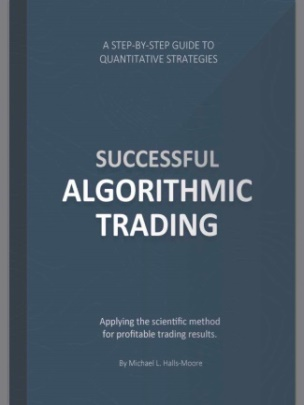 A STEP-BY-STEP GUIDE TO
QUANTITATIVE STRATEGIES
SUCCESSFUL
ALGORITHMIC
TRADING
Applying the scientific method
for profitable trading results.
By Michael L. Halls-Moore